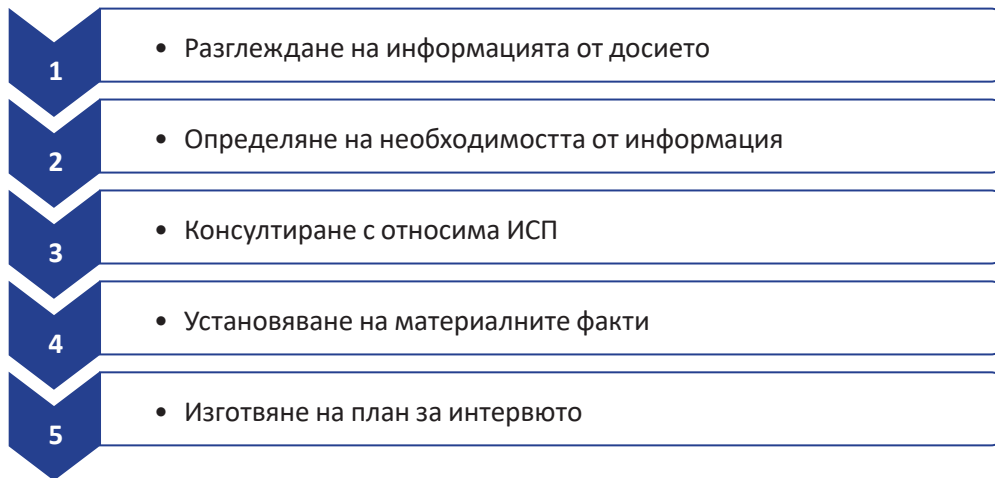 1
• Разглеждане на информацията от досието
2
• Определяне на необходимостта от информация
3
• Консултиране с относима ИСП
4
• Установяване на материалните факти
5
• Изготвяне на план за интервюто